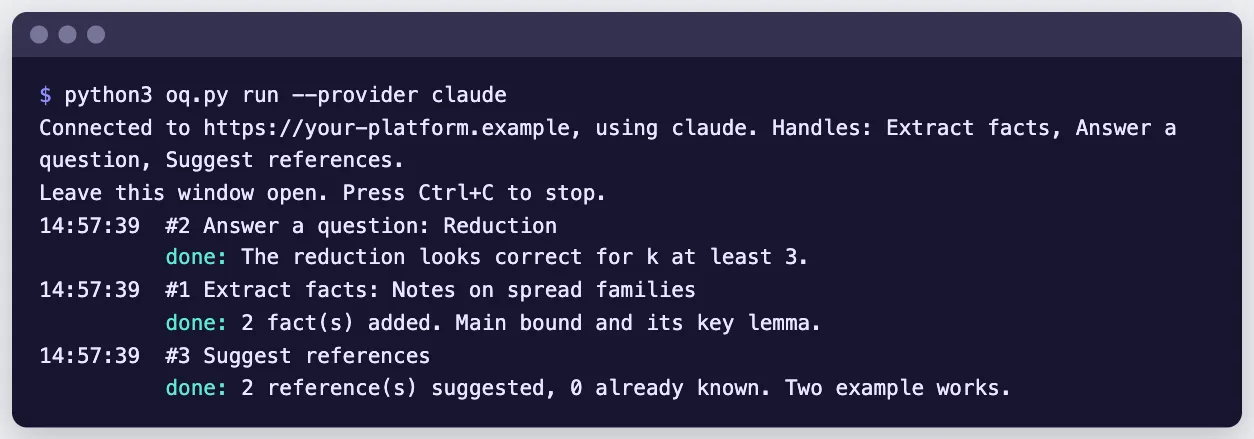 $ python3 oq.py run --provider claude
Connected to https://your-platform.example, using claude. Handles: Extract facts, Answer a
question, Suggest references.
Leave this window open. Press Ctrl+C to stop.
14:57:39  #2 Answer a question: Reduction
          done: The reduction looks correct for k at least 3.
14:57:39  #1 Extract facts: Notes on spread families
          done: 2 fact(s) added. Main bound and its key lemma.
14:57:39  #3 Suggest references
          done: 2 reference(s) suggested, 0 already known. Two example works.